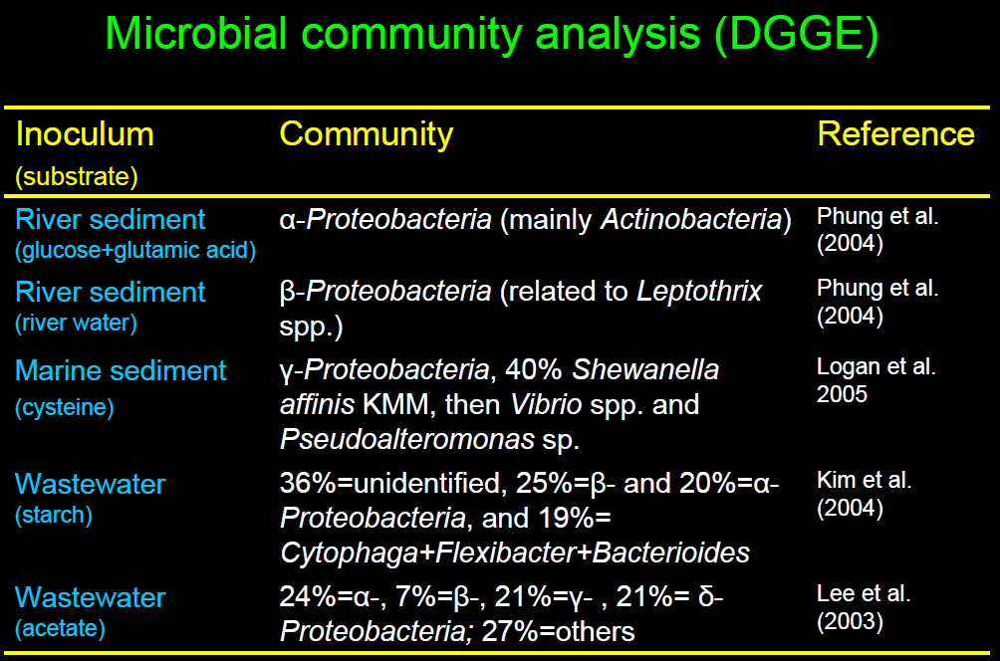 Microbial community analysis (DGGE)
Inoculum
(substrate)
Community
Reference
River sediment
(glucose+glutamic acid)
α-Proteobacteria (mainly Actinobacteria)
Phung et al.
(2004)
River sediment
(river water)
β-Proteobacteria (related to Leptothrix
spp.)
Phung et al.
(2004)
Marine sediment
(cysteine)
γ-Proteobacteria, 40% Shewanella
affinis KMM, then Vibrio spp. and
Pseudoalteromonas sp.
Logan et al.
2005
Wastewater
(starch)
36%=unidentified, 25%=β- and 20%=α-
Proteobacteria, and 19%=
Cytophaga+Flexibacter+Bacterioides
Kim et al.
(2004)
Wastewater
(acetate)
24%=α-, 7%=β-, 21%=γ- , 21%= δ-
Proteobacteria; 27%=others
Lee et al.
(2003)